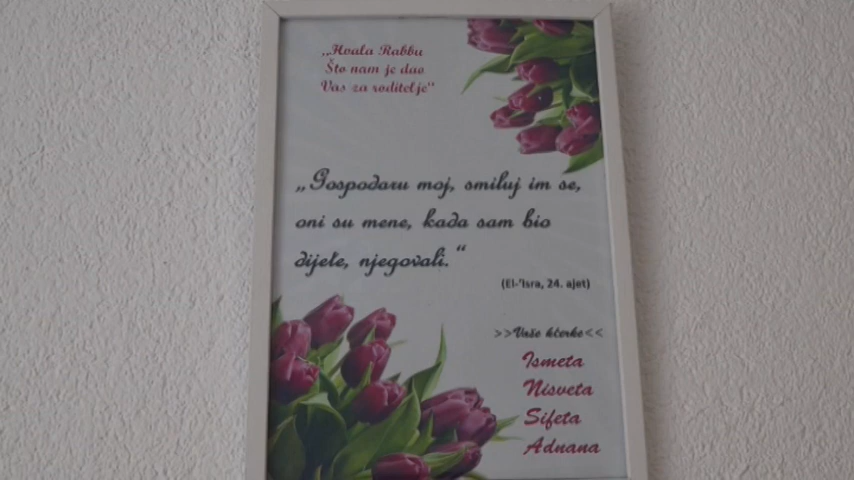 „Hvala Rabbu
Što nam je dao
Vas za roditelje"
„Gospodaru moj, smiluj im se,
oni su mene, kada sam bio
dijete, njegovali.“
(El-'Isra, 24. ajet)
>>Vaše kćerke<<
Ismeta
Nisveta
Sifeta
Adnana